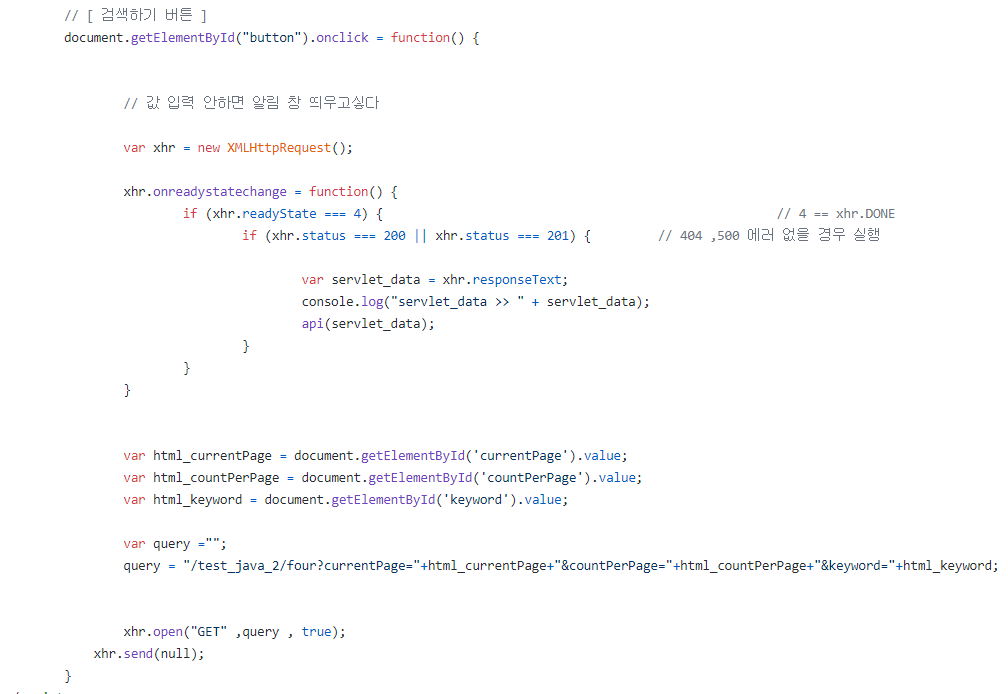 // [ 검색하기 버튼 ]
document.getElementById("button").onclick = function() {
// 값 입력 안하면 알림 창 띄우고싶다
var xhr = new XMLHttpRequest();
xhr.onreadystatechange = function() {
if (xhr.readyState === 4) { // 4 == xhr.DONE
if (xhr.status === 200 || xhr.status === 201) { // 404 ,500 에러 없을 경우 실행
var servlet_data = xhr.responseText;
console.log("servlet_data >> " + servlet_data);
api(servlet_data);
}
}
}
var html_currentPage = document.getElementById('currentPage').value;
var html_countPerPage = document.getElementById('countPerPage').value;
var html_keyword = document.getElementById('keyword').value;
var query ="";
query = "/test_java_2/four?currentPage="+html_currentPage+"&countPerPage="+html_countPerPage+"&keyword="+html_keyword;
xhr.open("GET" ,query , true);
xhr.send(null);
}